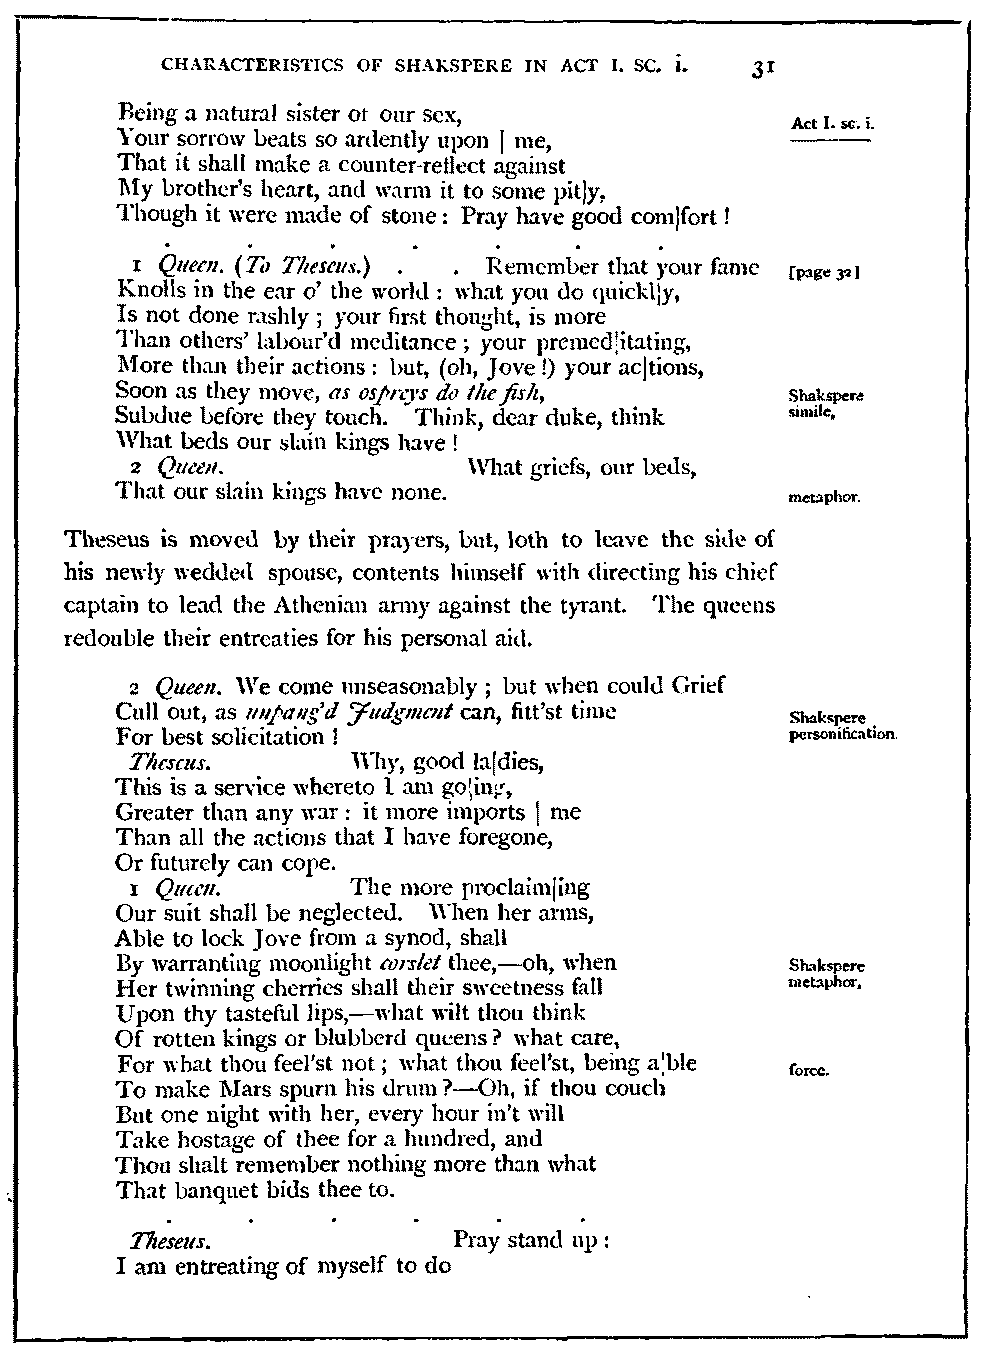 CHARACTERISTICS OF SHAKSPERE IN ACT I. SC. i. 31
Being a natural sister of our sex,
Your sorrow beats so ardently upon | me,
Act I. sc. i.
That it shall make a counter-reflect against
My brother's heart, and warm it to some pit|y,
Though it were made of stone : Pray have good com|fort !
. . . . . . .
1 Queen. (To Theseus.) . . Remember that your fame
[page 32]
Knolls in the ear o' the world : what you do quickl|y,
Is not done rashly ; your first thought, is more
Than others' labour'd meditance ; your premed|itating,
More than their actions : but, (oh, Jove !) your ac|tions,
Soon as they move, as ospreys do the fish,
Shakspere
simile,
Subdue before they touch. Think, dear duke, think
What beds our slain kings have !
2 Queen. What griefs, our beds,
That our slain kings have none.
metaphor.
Theseus is moved by their prayers, but, loth to leave the side of
his newly wedded spouse, contents himself with directing his chief
captain to lead the Athenian army against the tyrant. The queens
redouble their entreaties for his personal aid.
2 Queen. We come unseasonably ; but when could Grief
Cull out, as unpang'd Judgment can, fitt'st time
Shakspere
personification.
For best solicitation !
Theseus. Why, good la|dies,
This is a service whereto I am go|ing,
Greater than any war : it more imports | me
Than all the actions that I have foregone,
Or futurely can cope.
1 Queen. The more proclaim|ing
Our suit shall be neglected. When her arms,
Able to lock Jove from a synod, shall
By warranting moonlight corslet thee,—oh, when
Shakspere
metaphor,
Her twinning cherries shall their sweetness fall
Upon thy tasteful lips,—what wilt thou think
Of rotten kings or blubberd queens ? what care,
For what thou feel'st not ; what thou feel'st, being a|ble
force.
To make Mars spurn his drum ?—Oh, if thou couch
But one night with her, every hour in't will
Take hostage of thee for a hundred, and
Thou shalt remember nothing more than what
That banquet bids thee to.
. . . . . .
Theseus. Pray stand up :
I am entreating of myself to do